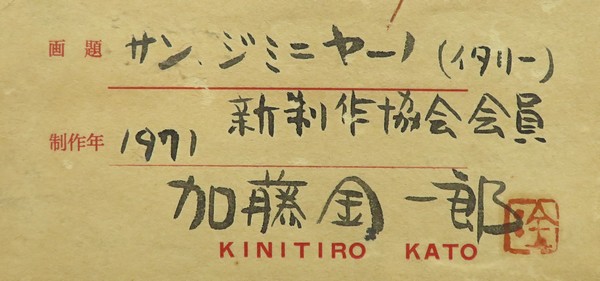 画題 サン、ジミニヤーノ (イタリー)
新制作協会会員
制作年 1971
加藤金一郎
KINITIRO KATO